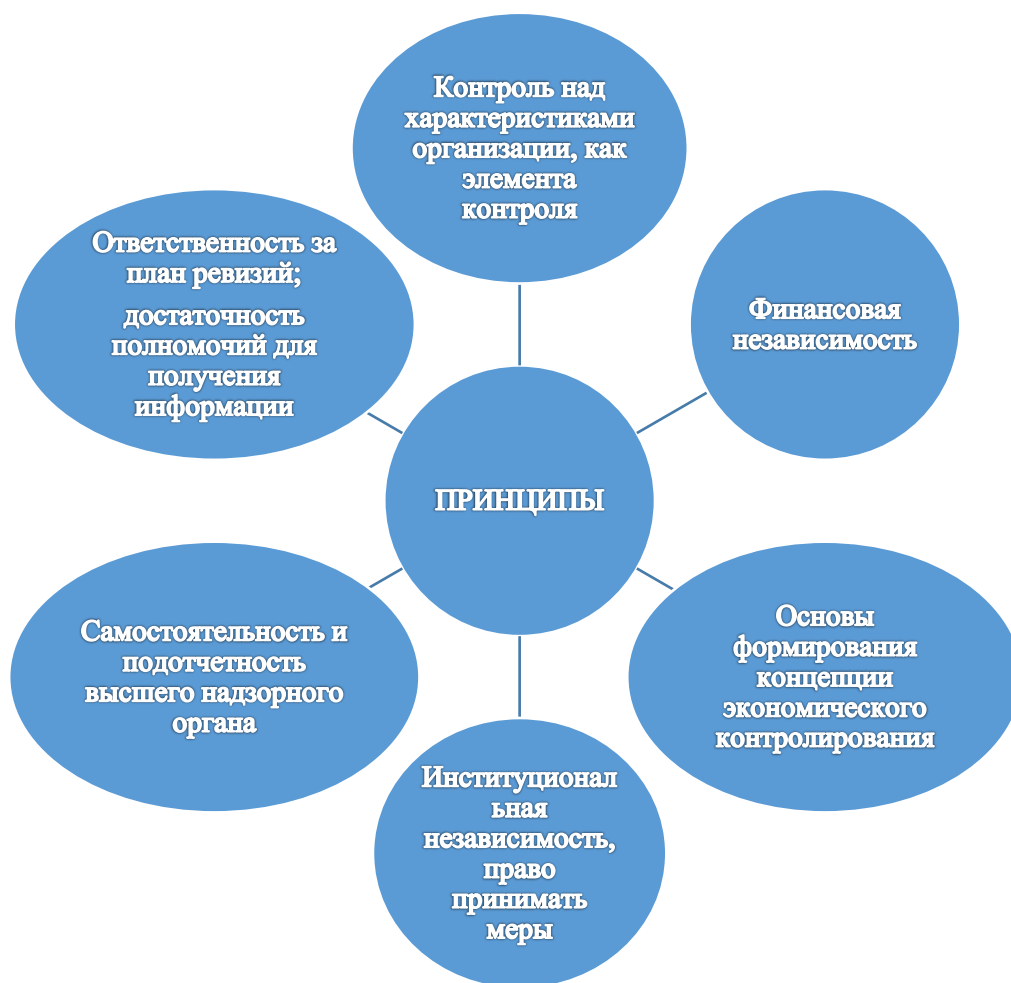 Контроль над
характеристиками
организации, как
элемента
контроля
Финансовая
независимость
Основы
формирования
концепции
экономического
контролирования
Институционал
ьная
независимость,
право
принимать
меры
Самостоятельность и
подотчетность
высшего надзорного
органа
Ответственность за
план ревизий;
достаточность
полномочий для
получения
информации
ПРИНЦИПЫ